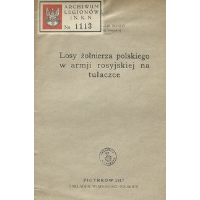 ARCHIWUM
LEGIONÓW
I N. K. N.
№ 1113
Losy żołnierza polskiego
w armji rosyjskiej na
tułaczce
PIOTRKÓW 1917